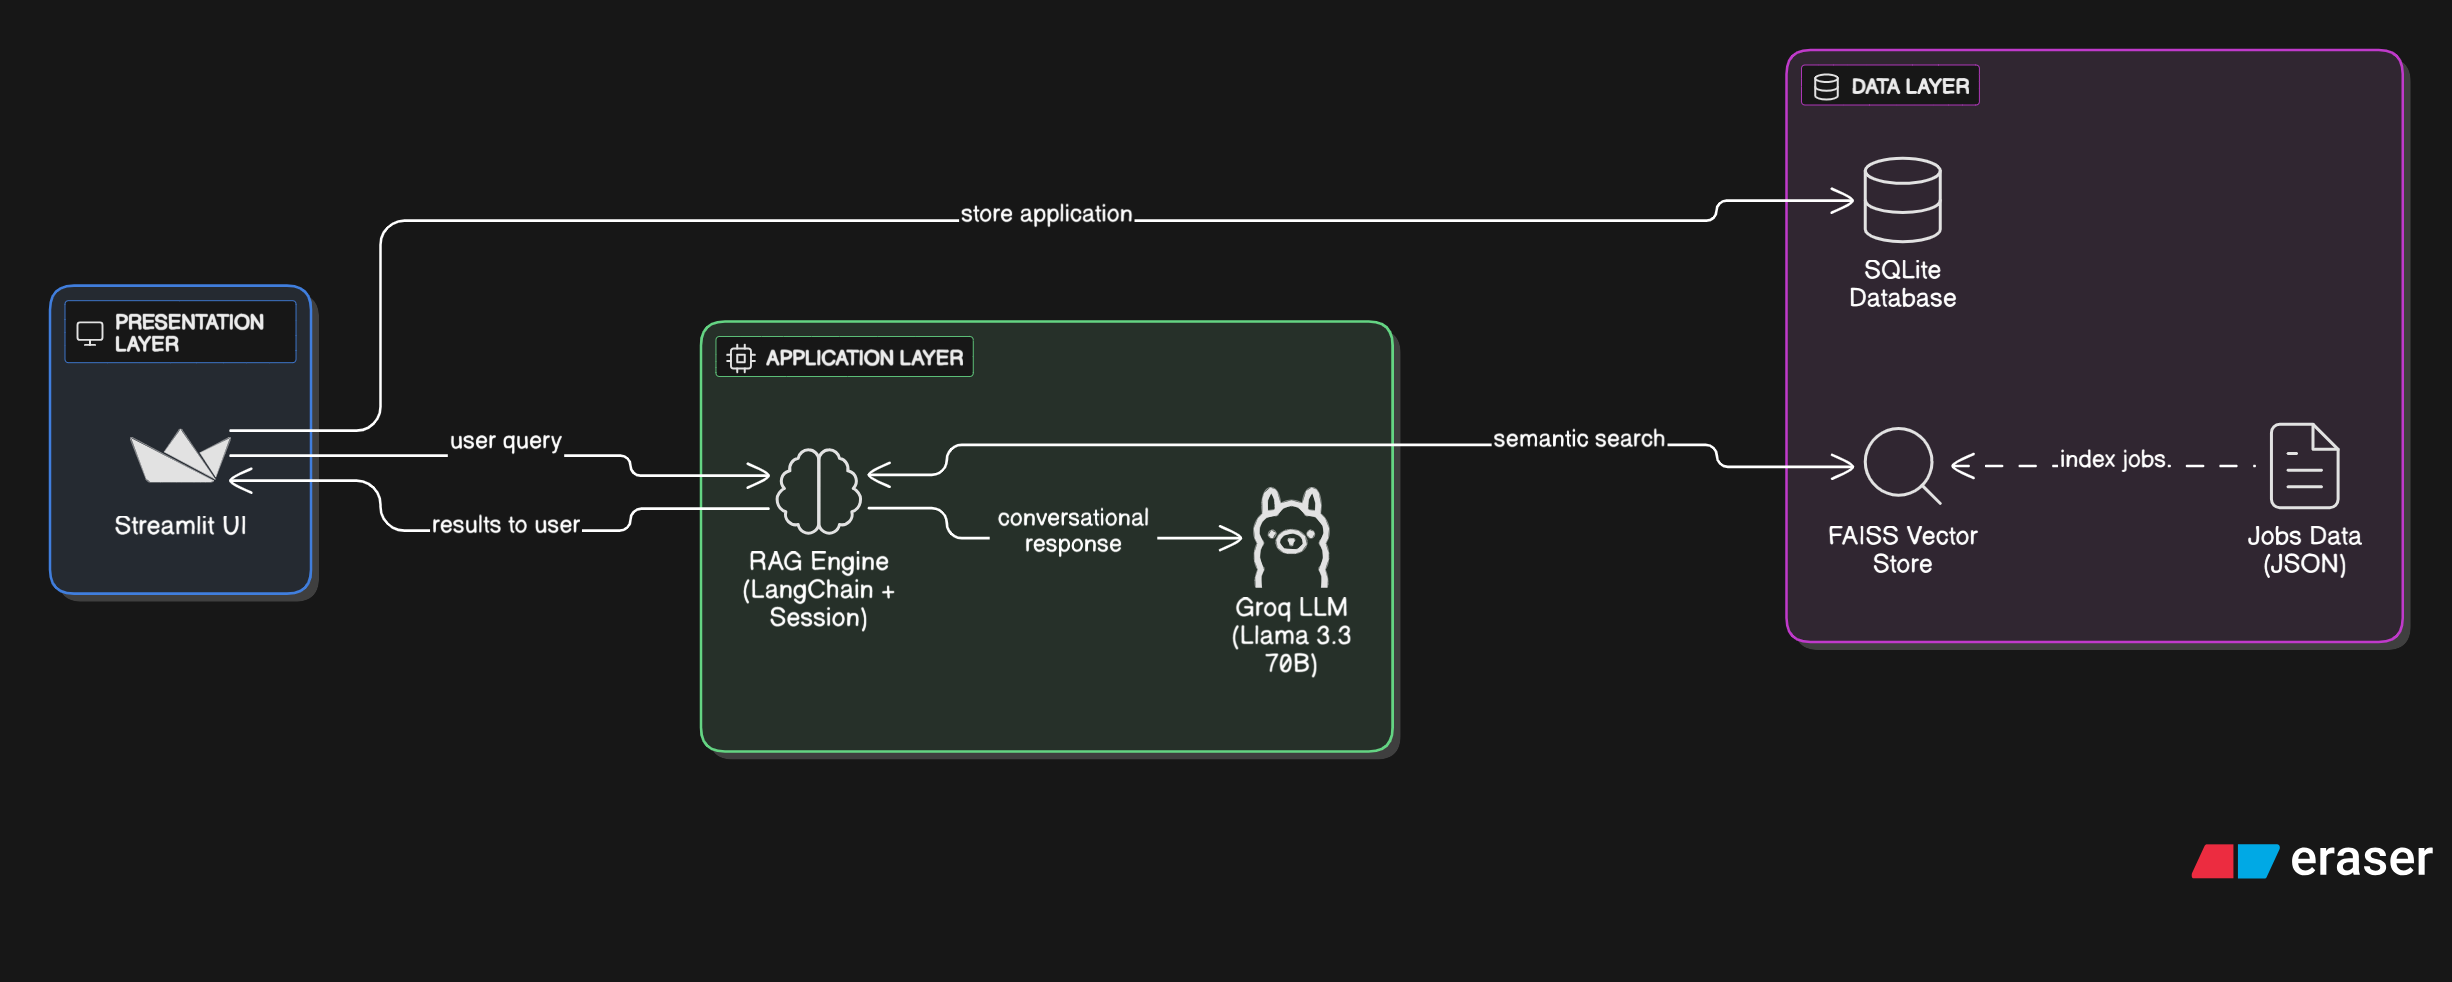 DATA LAYER
store application
SQLite
Database
PRESENTATION
LAYER
APPLICATION LAYER
user query
semantic search
index jobs.
results to user
conversational
response
Streamlit UI
RAG Engine
(LangChain +
Session)
Groq LLM
(Llama 3.3
70B)
FAISS Vector
Store
Jobs Data
(JSON)
eraser